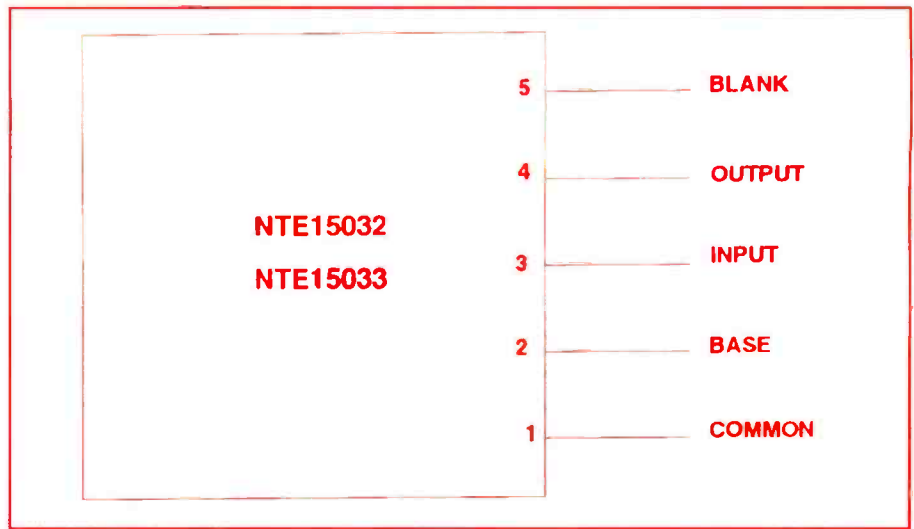 5 BLANK
4 OUTPUT
NTE15032
NTE15033
3 INPUT
2 BASE
1 COMMON